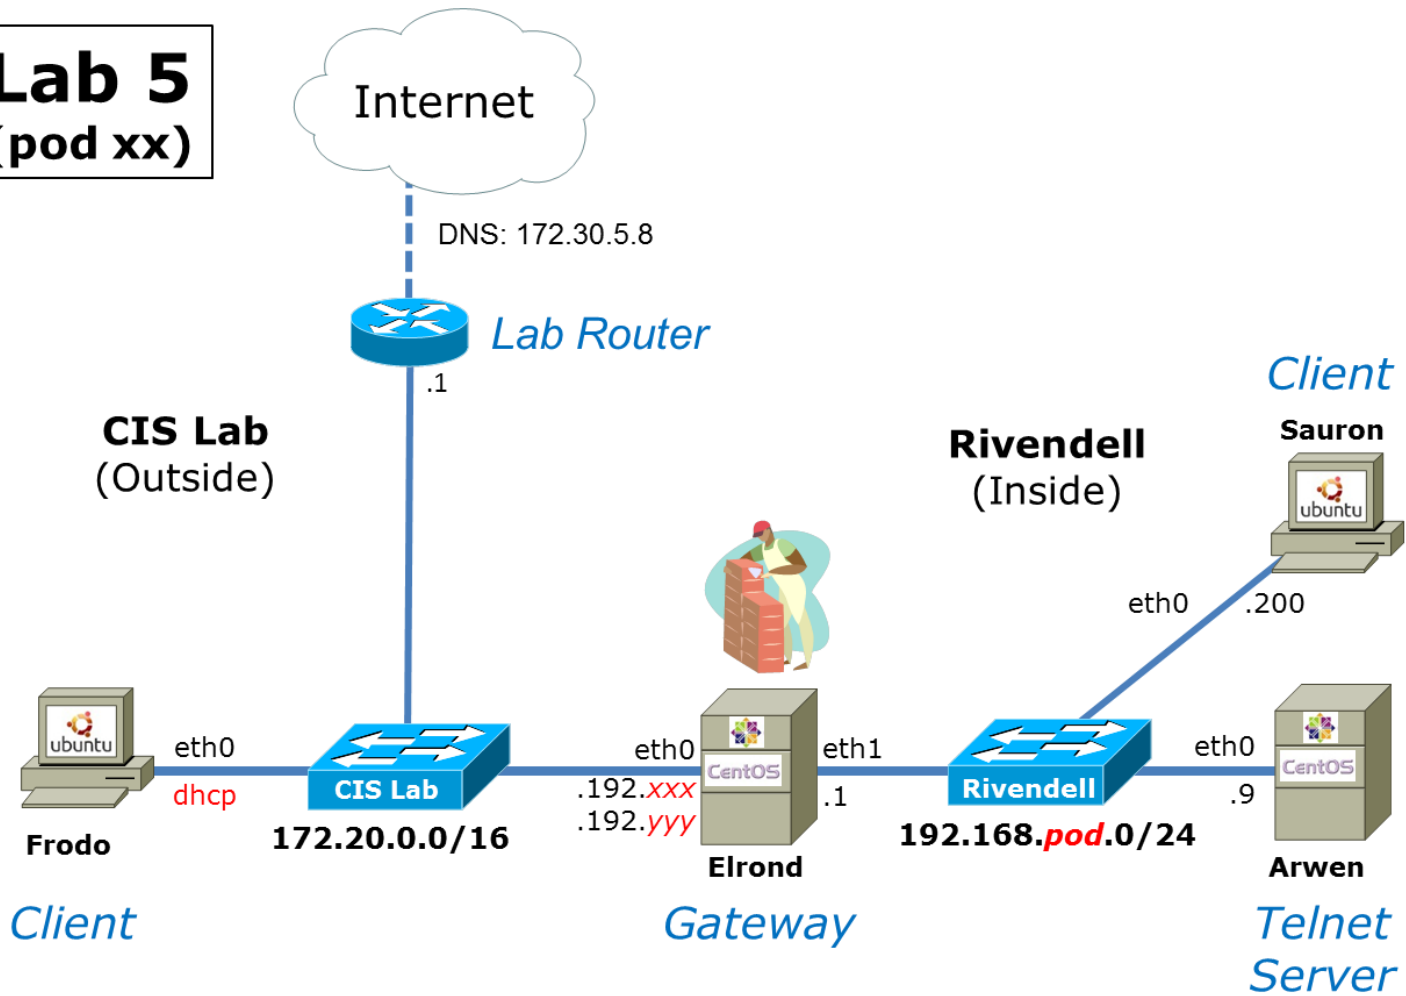 Lab 5
(pod xx)
Internet
DNS: 172.30.5.8
Lab Router
.1
CIS Lab
(Outside)
Rivendell
(Inside)
Client
Sauron
ubuntu
eth0
.200
ubuntu
eth0
dhcp
Frodo
Client
CIS Lab
172.20.0.0/16
eth0
.192.xxx
.192.yyy
CentOS
eth1
.1
Elrond
Gateway
Rivendell
192.168.pod.0/24
eth0
.9
CentOS
Arwen
Telnet
Server